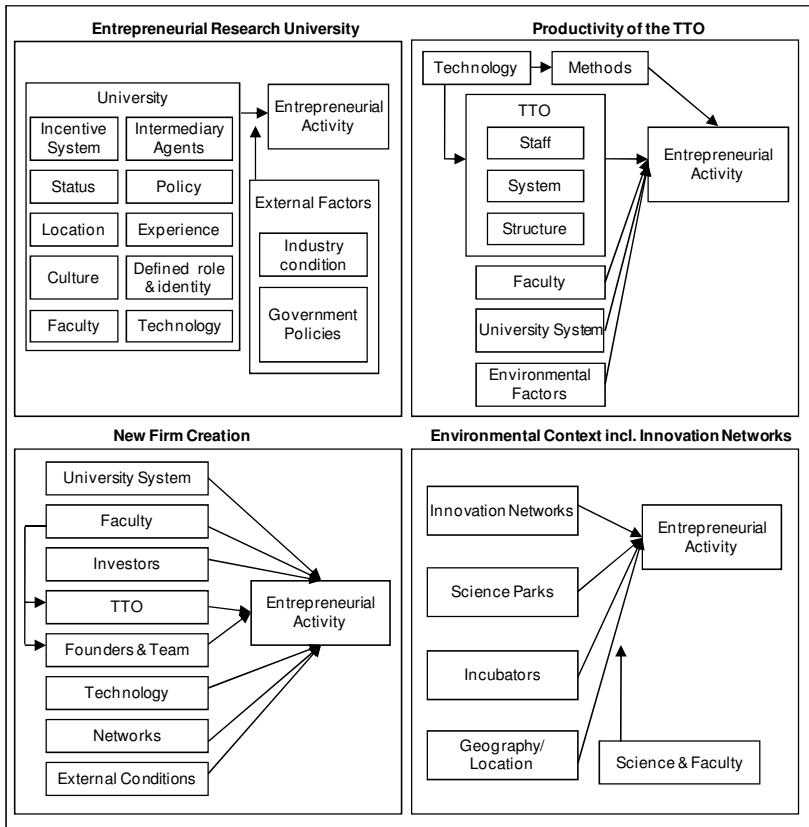 Entrepreneurial Research University
University
Incentive
System
Intermediary
Agents
Status
Policy
Location
Experience
Culture
Defined role
& identity
Faculty
Technology
Entrepreneurial
Activity
External Factors
Industry
condition
Government
Policies
Productivity of the TTO
Technology
Methods
TTO
Staff
System
Structure
Entrepreneurial
Activity
Faculty
University System
Environmental
Factors
New Firm Creation
University System
Faculty
Investors
TTO
Founders & Team
Technology
Networks
External Conditions
Entrepreneurial
Activity
Environmental Context incl. Innovation Networks
Innovation Networks
Science Parks
Incubators
Geography/
Location
Entrepreneurial
Activity
Science & Faculty